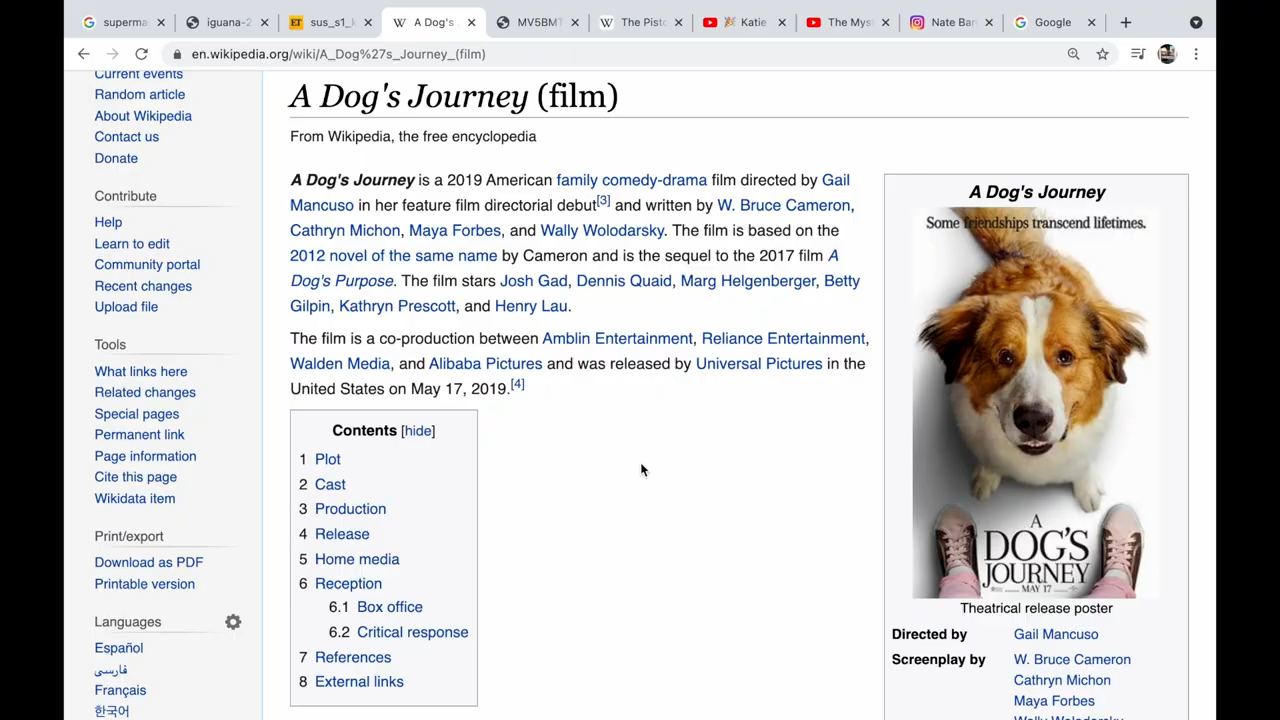 superma
iguana-2
sus_s1_k
A Dog's
MV5BMT
The Pisto
Katie
The Myst
Nate Bar
Google
en.wikipedia.org/wiki/A_Dog%27s_Journey_(film)
Current events
Random article
About Wikipedia
Contact us
Donate
Contribute
Help
Learn to edit
Community portal
Recent changes
Upload file
Tools
What links here
Related changes
Special pages
Permanent link
Page information
Cite this page
Wikidata item
Print/export
Download as PDF
Printable version
Languages
Español
فارسی
Français
한국어
A Dog's Journey (film)
From Wikipedia, the free encyclopedia
A Dog's Journey is a 2019 American family comedy-drama film directed by Gail
Mancuso in her feature film directorial debut[3] and written by W. Bruce Cameron,
Cathryn Michon, Maya Forbes, and Wally Wolodarsky. The film is based on the
2012 novel of the same name by Cameron and is the sequel to the 2017 film A
Dog's Purpose. The film stars Josh Gad, Dennis Quaid, Marg Helgenberger, Betty
Gilpin, Kathryn Prescott, and Henry Lau.
The film is a co-production between Amblin Entertainment, Reliance Entertainment,
Walden Media, and Alibaba Pictures and was released by Universal Pictures in the
United States on May 17, 2019.[4]
Contents [hide]
1 Plot
2 Cast
3 Production
4 Release
5 Home media
6 Reception
6.1 Box office
6.2 Critical response
7 References
8 External links
A Dog's Journey
Some friendships transcend lifetimes.
A
DOG'S
JOURNEY
MAY 17
Theatrical release poster
Directed by Gail Mancuso
Screenplay by W. Bruce Cameron
Cathryn Michon
Maya Forbes
Wally Wolodarsky